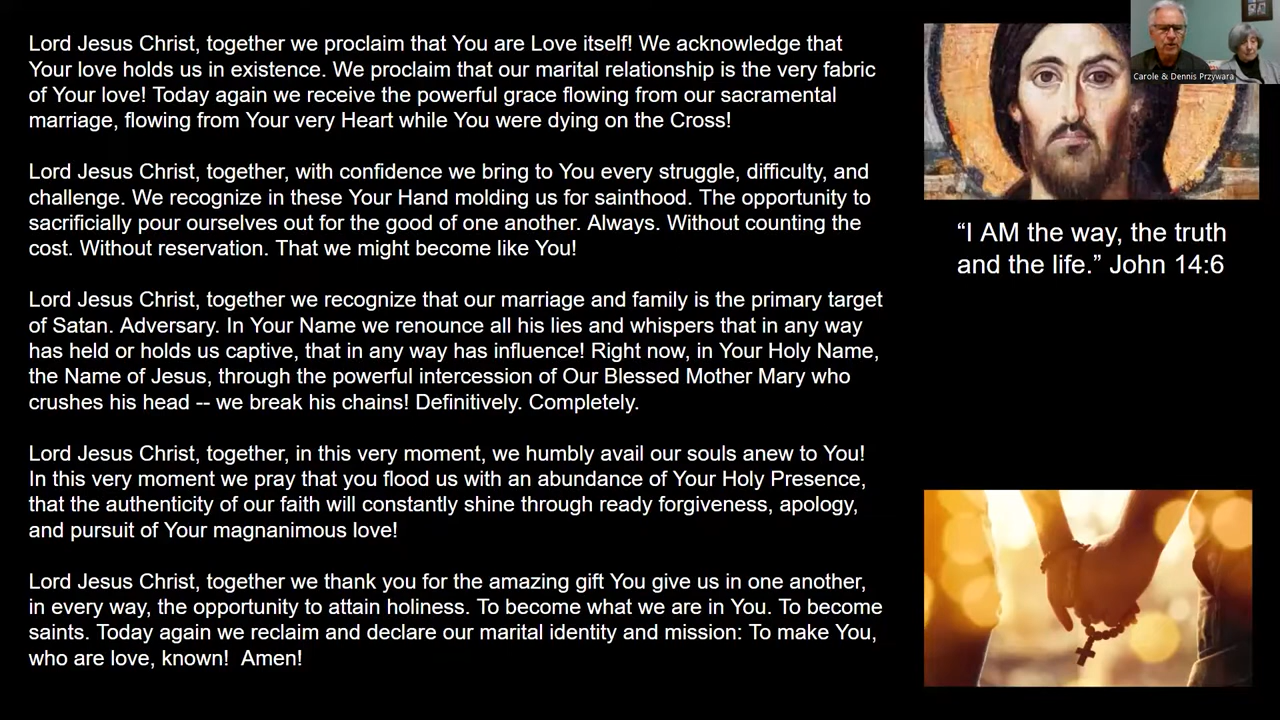 Lord Jesus Christ, together we proclaim that You are Love itself! We acknowledge that
Your love holds us in existence. We proclaim that our marital relationship is the very fabric
of Your love! Today again we receive the powerful grace flowing from our sacramental
marriage, flowing from Your very Heart while You were dying on the Cross!
Lord Jesus Christ, together, with confidence we bring to You every struggle, difficulty, and
challenge. We recognize in these Your Hand molding us for sainthood. The opportunity to
sacrificially pour ourselves out for the good of one another. Always. Without counting the
cost. Without reservation. That we might become like You!
Lord Jesus Christ, together we recognize that our marriage and family is the primary target
of Satan. Adversary. In Your Name we renounce all his lies and whispers that in any way
has held or holds us captive, that in any way has influence! Right now, in Your Holy Name,
the Name of Jesus, through the powerful intercession of Our Blessed Mother Mary who
crushes his head -- we break his chains! Definitively. Completely.
Lord Jesus Christ, together, in this very moment, we humbly avail our souls anew to You!
In this very moment we pray that you flood us with an abundance of Your Holy Presence,
that the authenticity of our faith will constantly shine through ready forgiveness, apology,
and pursuit of Your magnanimous love!
Lord Jesus Christ, together we thank you for the amazing gift You give us in one another,
in every way, the opportunity to attain holiness. To become what we are in You. To become
saints. Today again we reclaim and declare our marital identity and mission: To make You,
who are love, known!  Amen!
Carole & Dennis Przywara
“I AM the way, the truth
and the life.” John 14:6